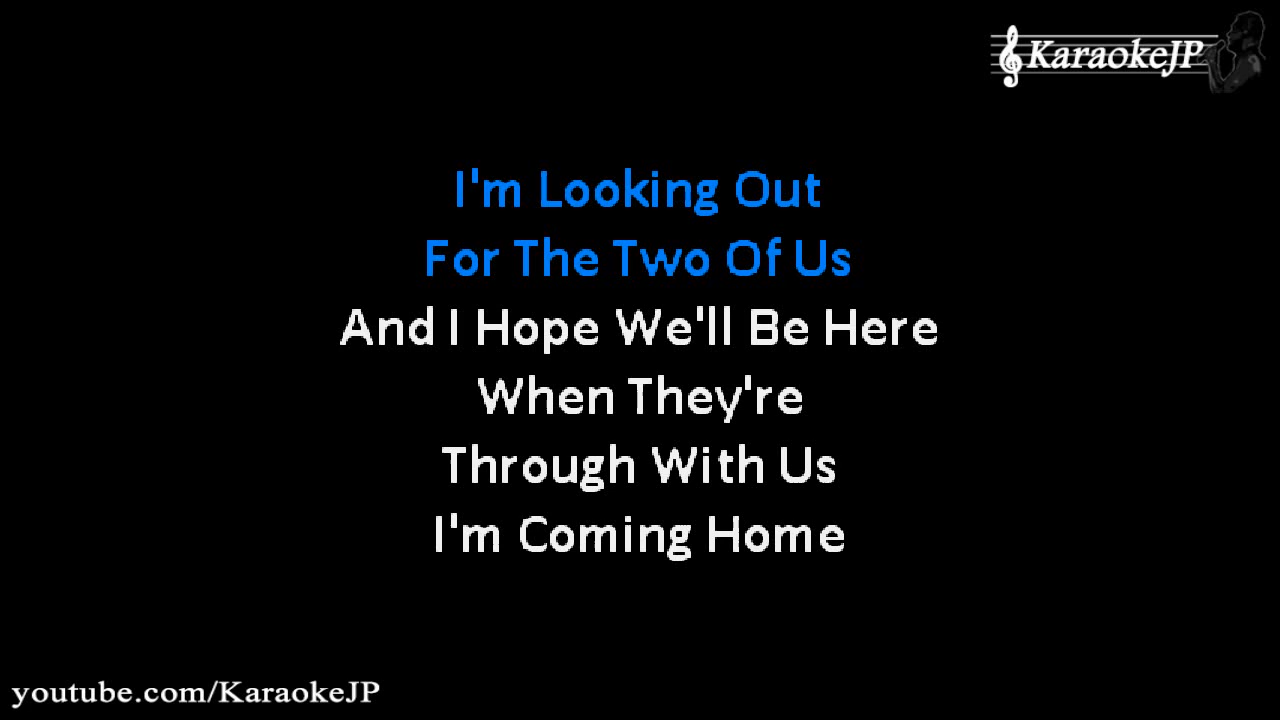 KaraokeJP
I'm Looking Out
For The Two Of Us
And I Hope We'll Be Here
When They're
Through With Us
I'm Coming Home
youtube.com/KaraokeJP